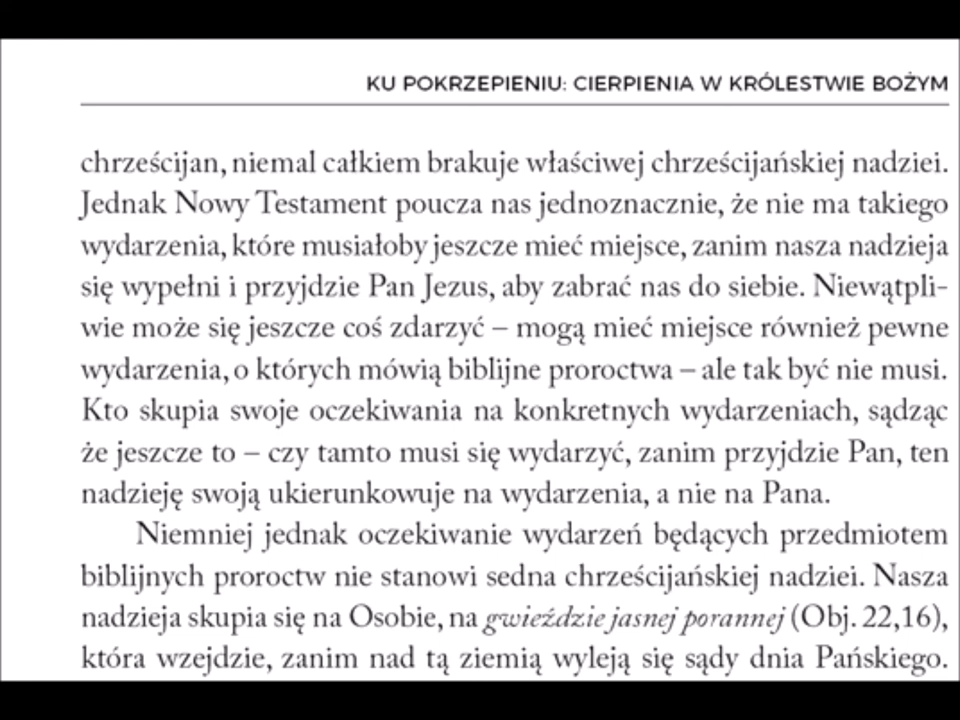 KU POKRZEPIENIU: CIERPIENIA W KRÓLESTWIE BOŻYM
chrześcijan, niemal całkiem brakuje właściwej chrześcijańskiej nadziei.
Jednak Nowy Testament poucza nas jednoznacznie, że nie ma takiego
wydarzenia, które musiałoby jeszcze mieć miejsce, zanim nasza nadzieja
się wypełni i przyjdzie Pan Jezus, aby zabrać nas do siebie. Niewątpli-
wie może się jeszcze coś zdarzyć – mogą mieć miejsce również pewne
wydarzenia, o których mówią biblijne proroctwa – ale tak być nie musi.
Kto skupia swoje oczekiwania na konkretnych wydarzeniach, sądząc
że jeszcze to – czy tamto musi się wydarzyć, zanim przyjdzie Pan, ten
nadzieję swoją ukierunkowuje na wydarzenia, a nie na Pana.
Niemniej jednak oczekiwanie wydarzeń będących przedmiotem
biblijnych proroctw nie stanowi sedna chrześcijańskiej nadziei. Nasza
nadzieja skupia się na Osobie, na gwieździe jasnej porannej (Obj. 22,16),
która wzejdzie, zanim nad tą ziemią wyleją się sądy dnia Pańskiego.